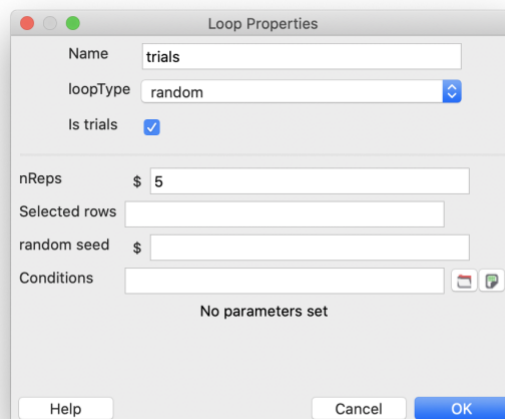 Loop Properties
Name trials
loopType random
Is trials
nReps $ 5
Selected rows
random seed $
Conditions
No parameters set
Help Cancel OK